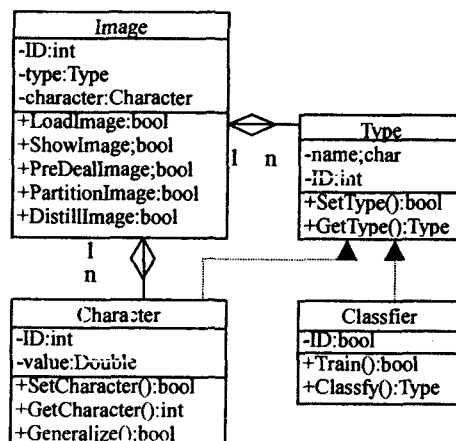 Image
-ID:int
-type:Type
-character:Character
+LoadImage:bool
+ShowImage;bool
+PreDealImage;bool
+PartitionImage:bool
+DistillImage:bool
1 n
Type
-name;char
-ID:int
+SetType():bool
+GetType():Type
1
n
Character
-ID:int
-value:Double
+SetCharacter():bool
+GetCharacter():int
+Generalize():bool
Classfier
-ID:bool
+Train():bool
+Classfy():Type